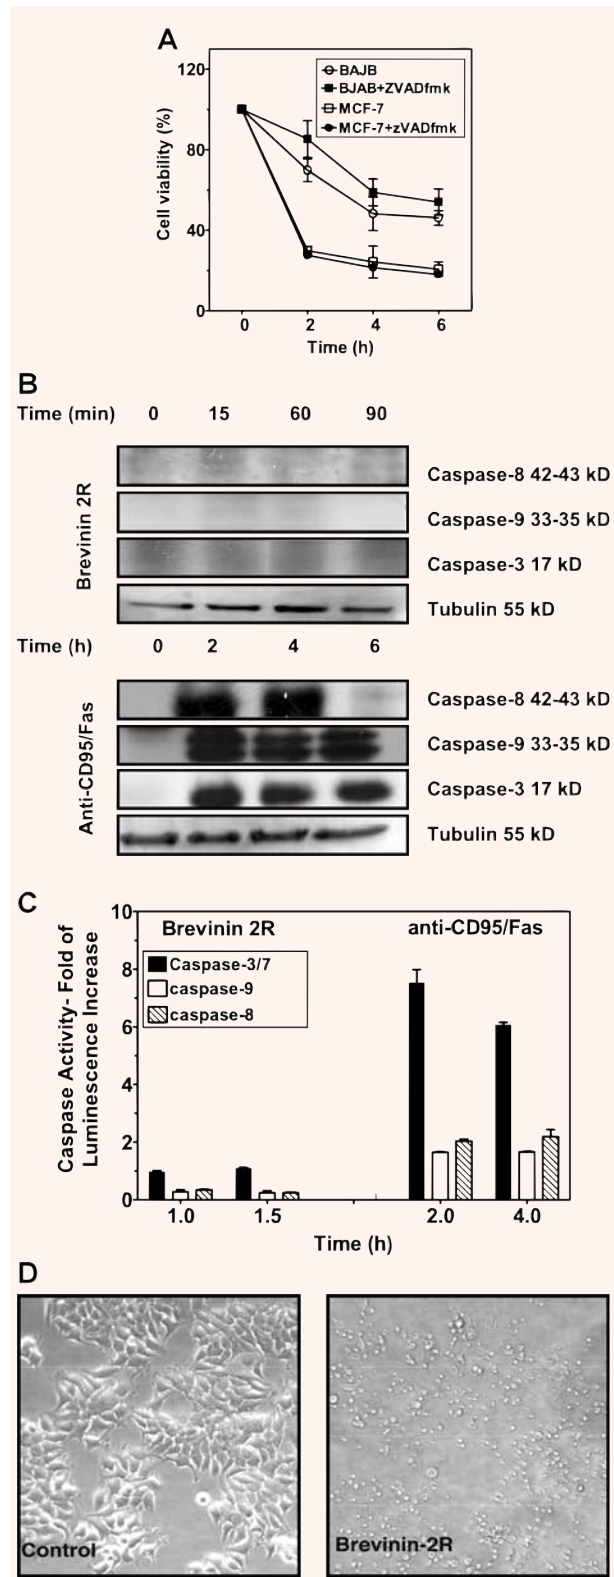 A
120
80
40
0
Cell viability (%)
BAJB
BJAB+ZVADfmk
MCF-7
MCF-7+zVADfmk
0 2 4 6
Time (h)
B
Time (min) 0 15 60 90
Brevinin 2R
Caspase-8 42-43 kD
Caspase-9 33-35 kD
Caspase-3 17 kD
Tubulin 55 kD
Time (h) 0 2 4 6
Anti-CD95/Fas
Caspase-8 42-43 kD
Caspase-9 33-35 kD
Caspase-3 17 kD
Tubulin 55 kD
C
Caspase Activity- Fold of
Luminescence Increase
10
8
6
4
2
0
Brevinin 2R anti-CD95/Fas
Caspase-3/7
caspase-9
caspase-8
1.0 1.5 2.0 4.0
Time (h)
D
Control
Brevinin-2R